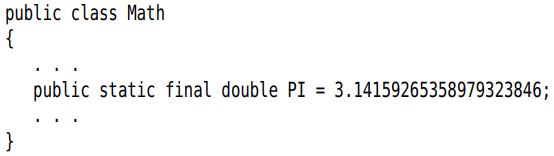 public class Math
{
. . .
public static final double PI = 3.14159265358979323846;
. . .
}